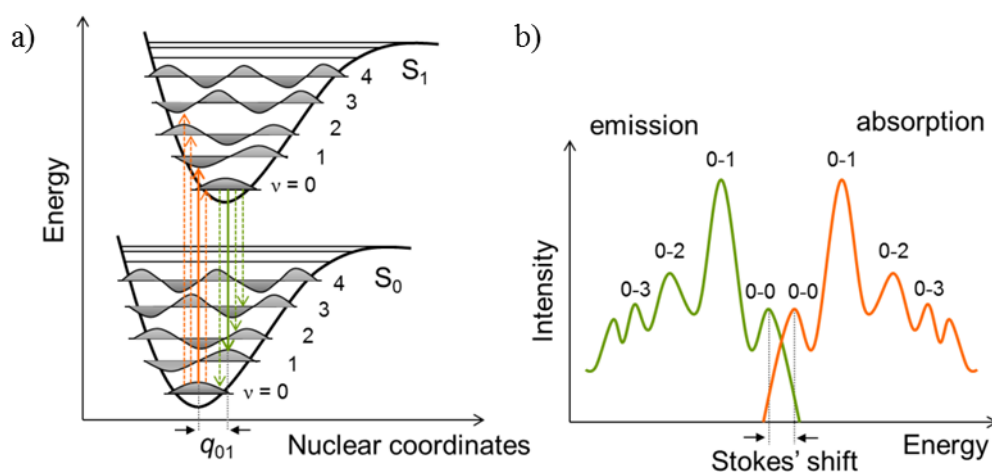 a)
Energy
S1
4
3
2
1
ν = 0
S0
4
3
2
1
ν = 0
q01
Nuclear coordinates
b)
emission
absorption
0-1
0-1
0-2
0-2
0-3
0-0
0-0
0-3
Intensity
Energy
Stokes' shift